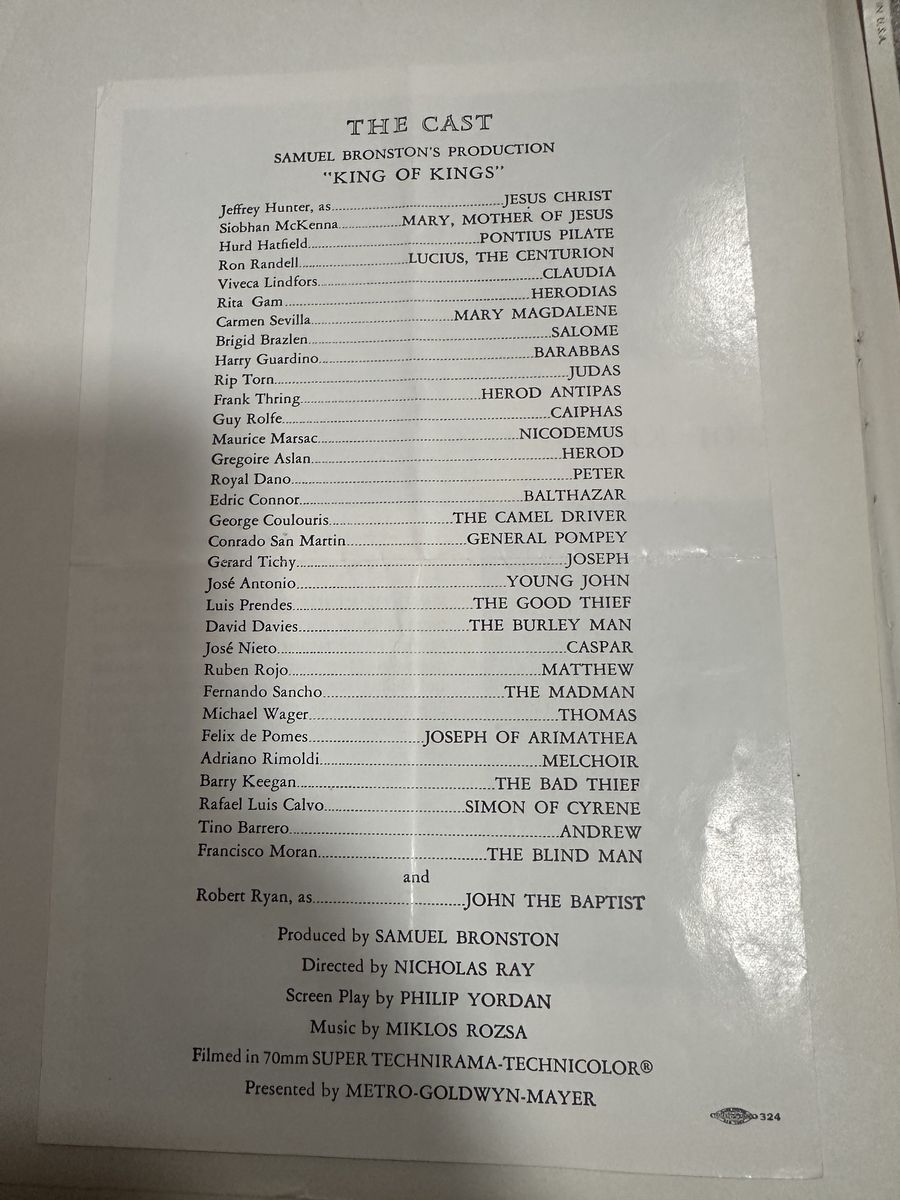 N U.S.A.
THE CAST
SAMUEL BRONSTON'S PRODUCTION
"KING OF KINGS"
Jeffrey Hunter, as..........JESUS CHRIST
Siobhan McKenna..........MARY, MOTHER OF JESUS
Hurd Hatfield..........PONTIUS PILATE
Ron Randell..........LUCIUS, THE CENTURION
Viveca Lindfors..........CLAUDIA
Rita Gam..........HERODIAS
Carmen Sevilla..........MARY MAGDALENE
Brigid Brazlen..........SALOME
Harry Guardino..........BARABBAS
Rip Torn..........JUDAS
Frank Thring..........HEROD ANTIPAS
Guy Rolfe..........CAIPHAS
Maurice Marsac..........NICODEMUS
Gregoire Aslan..........HEROD
Royal Dano..........PETER
Edric Connor..........BALTHAZAR
George Coulouris..........THE CAMEL DRIVER
Conrado San Martin..........GENERAL POMPEY
Gerard Tichy..........JOSEPH
José Antonio..........YOUNG JOHN
Luis Prendes..........THE GOOD THIEF
David Davies..........THE BURLEY MAN
José Nieto..........CASPAR
Ruben Rojo..........MATTHEW
Fernando Sancho..........THE MADMAN
Michael Wager..........THOMAS
Felix de Pomes..........JOSEPH OF ARIMATHEA
Adriano Rimoldi..........MELCHOIR
Barry Keegan..........THE BAD THIEF
Rafael Luis Calvo..........SIMON OF CYRENE
Tino Barrero..........ANDREW
Francisco Moran..........THE BLIND MAN
and
Robert Ryan, as..........JOHN THE BAPTIST
Produced by SAMUEL BRONSTON
Directed by NICHOLAS RAY
Screen Play by PHILIP YORDAN
Music by MIKLOS ROZSA
Filmed in 70mm SUPER TECHNIRAMA-TECHNICOLOR®
Presented by METRO-GOLDWYN-MAYER
324